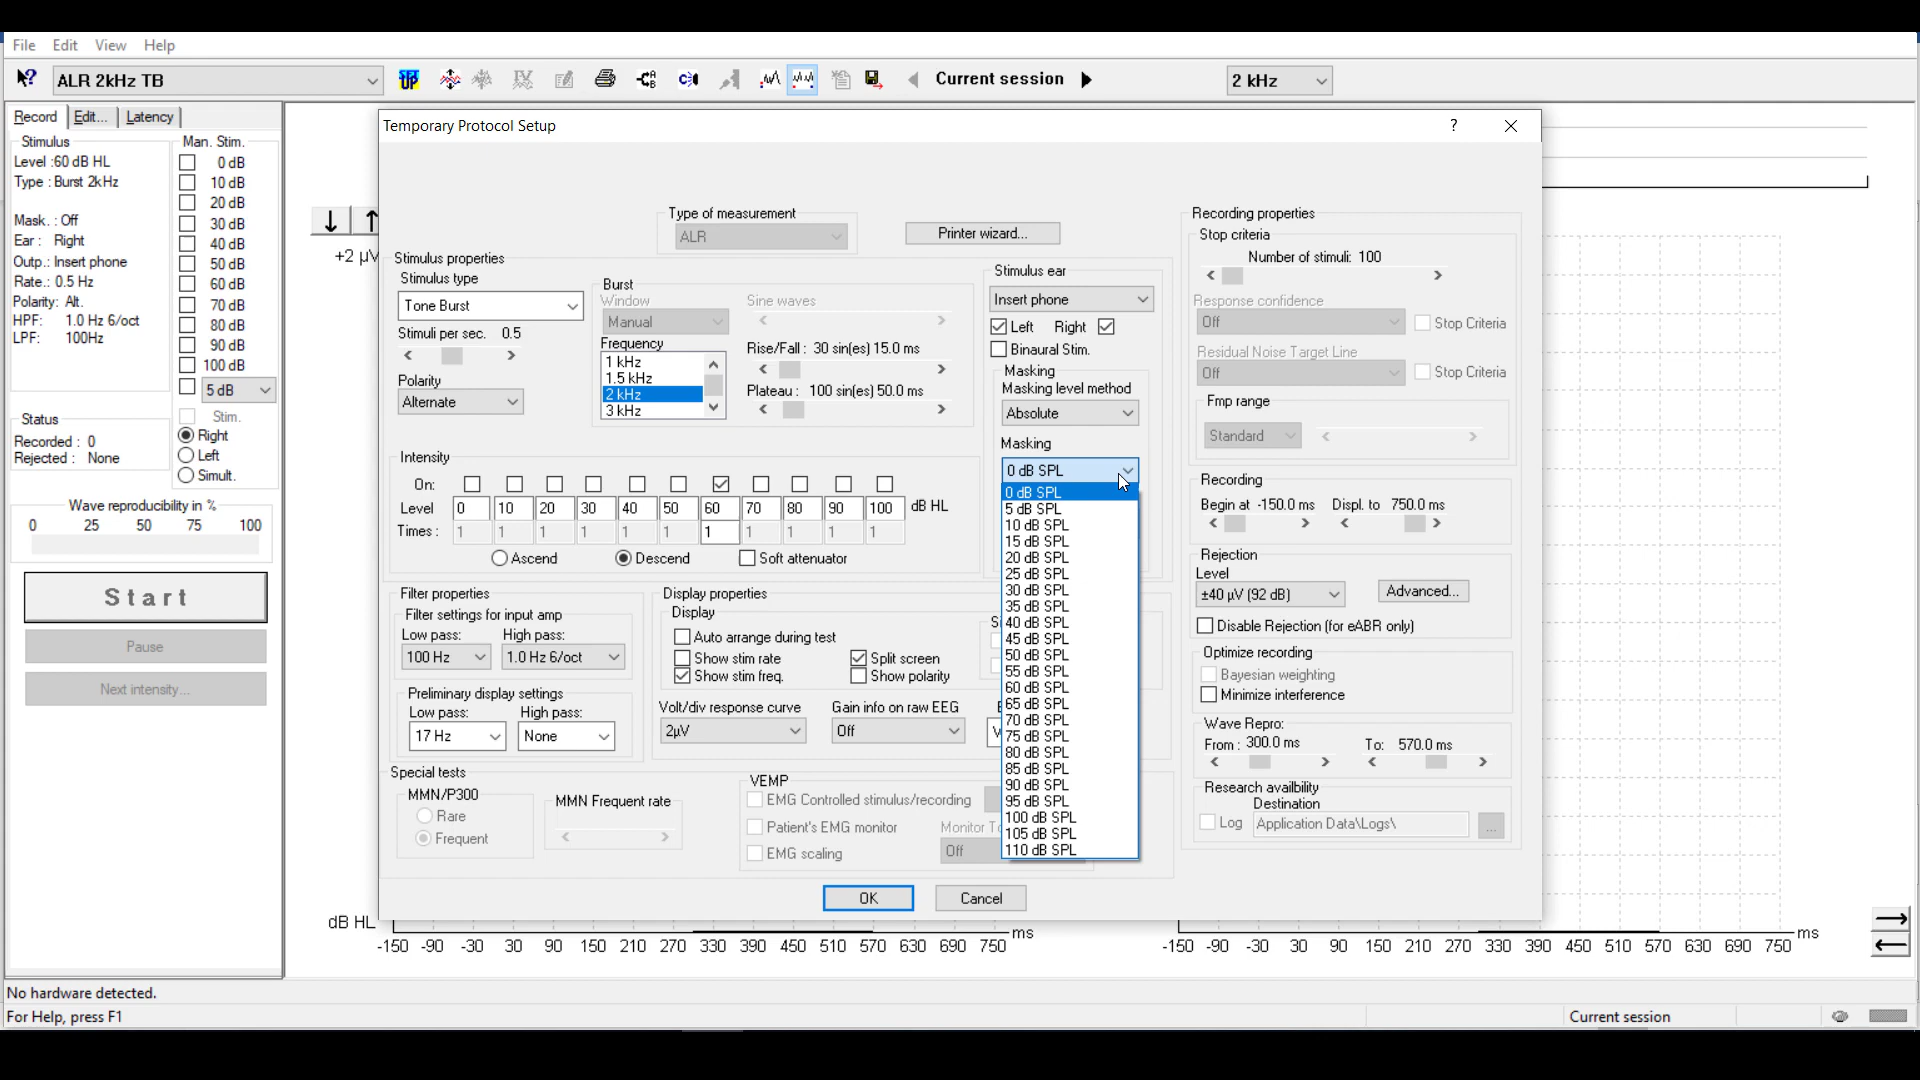 File Edit View Help
ALR 2kHz TB Current session 2 kHz
Record Edit... Latency
Stimulus
Level :60 dB HL
Type : Burst 2kHz
Mask. : Off
Ear : Right
Outp.: Insert phone
Rate.: 0.5 Hz
Polarity: Alt.
HPF: 1.0 Hz 6/oct
LPF: 100Hz
Man. Stim.
0dB
10 dB
20 dB
30 dB
40 dB
50 dB
60 dB
70 dB
80 dB
90 dB
100 dB
5 dB
Stim.
Right
Left
Simult.
Status
Recorded : 0
Rejected : None
Wave reproducibility in %
0 25 50 75 100
Start
Pause
Next intensity...
+2 µV
Temporary Protocol Setup ?
Type of measurement
ALR
Printer wizard...
Stimulus properties
Stimulus type
Tone Burst
Stimuli per sec. 0.5
Polarity
Alternate
Burst
Window
Manual
Frequency
1 kHz
1.5 kHz
2 kHz
3 kHz
Sine waves
Rise/Fall : 30 sin(es) 15.0 ms
Plateau : 100 sin(es) 50.0 ms
Intensity
On:
Level 0 10 20 30 40 50 60 70 80 90 100 dB HL
Times : 1 1 1 1 1 1 1 1 1 1 1
Ascend Descend Soft attenuator
Stimulus ear
Insert phone
Left Right
Binaural Stim.
Masking
Masking level method
Absolute
Masking
0 dB SPL
0 dB SPL
5 dB SPL
10 dB SPL
15 dB SPL
20 dB SPL
25 dB SPL
30 dB SPL
35 dB SPL
40 dB SPL
45 dB SPL
50 dB SPL
55 dB SPL
60 dB SPL
65 dB SPL
70 dB SPL
75 dB SPL
80 dB SPL
85 dB SPL
90 dB SPL
95 dB SPL
100 dB SPL
105 dB SPL
110 dB SPL
Filter properties
Filter settings for input amp
Low pass: High pass:
100 Hz 1.0 Hz 6/oct
Preliminary display settings
Low pass: High pass:
17 Hz None
Display properties
Display
Auto arrange during test
Show stim rate Split screen
Show stim freq. Show polarity
Volt/div response curve Gain info on raw EEG
2µV Off
Special tests
MMN/P300
Rare
Frequent
MMN Frequent rate
VEMP
EMG Controlled stimulus/recording
Patient's EMG monitor Monitor
EMG scaling Off
Recording properties
Stop criteria
Number of stimuli: 100
Response confidence
Off Stop Criteria
Residual Noise Target Line
Off Stop Criteria
Fmp range
Standard
Recording
Begin at -150.0 ms Displ. to 750.0 ms
Rejection
Level
±40 µV (92 dB) Advanced...
Disable Rejection (for eABR only)
Optimize recording
Bayesian weighting
Minimize interference
Wave Repro:
From : 300.0 ms To: 570.0 ms
Research availbility
Destination
Log Application Data\Logs\ ...
OK Cancel
dB HL
-150 -90 -30 30 90 150 210 270 330 390 450 510 570 630 690 750 ms
-150 -90 -30 30 90 150 210 270 330 390 450 510 570 630 690 750 ms
No hardware detected.
For Help, press F1 Current session